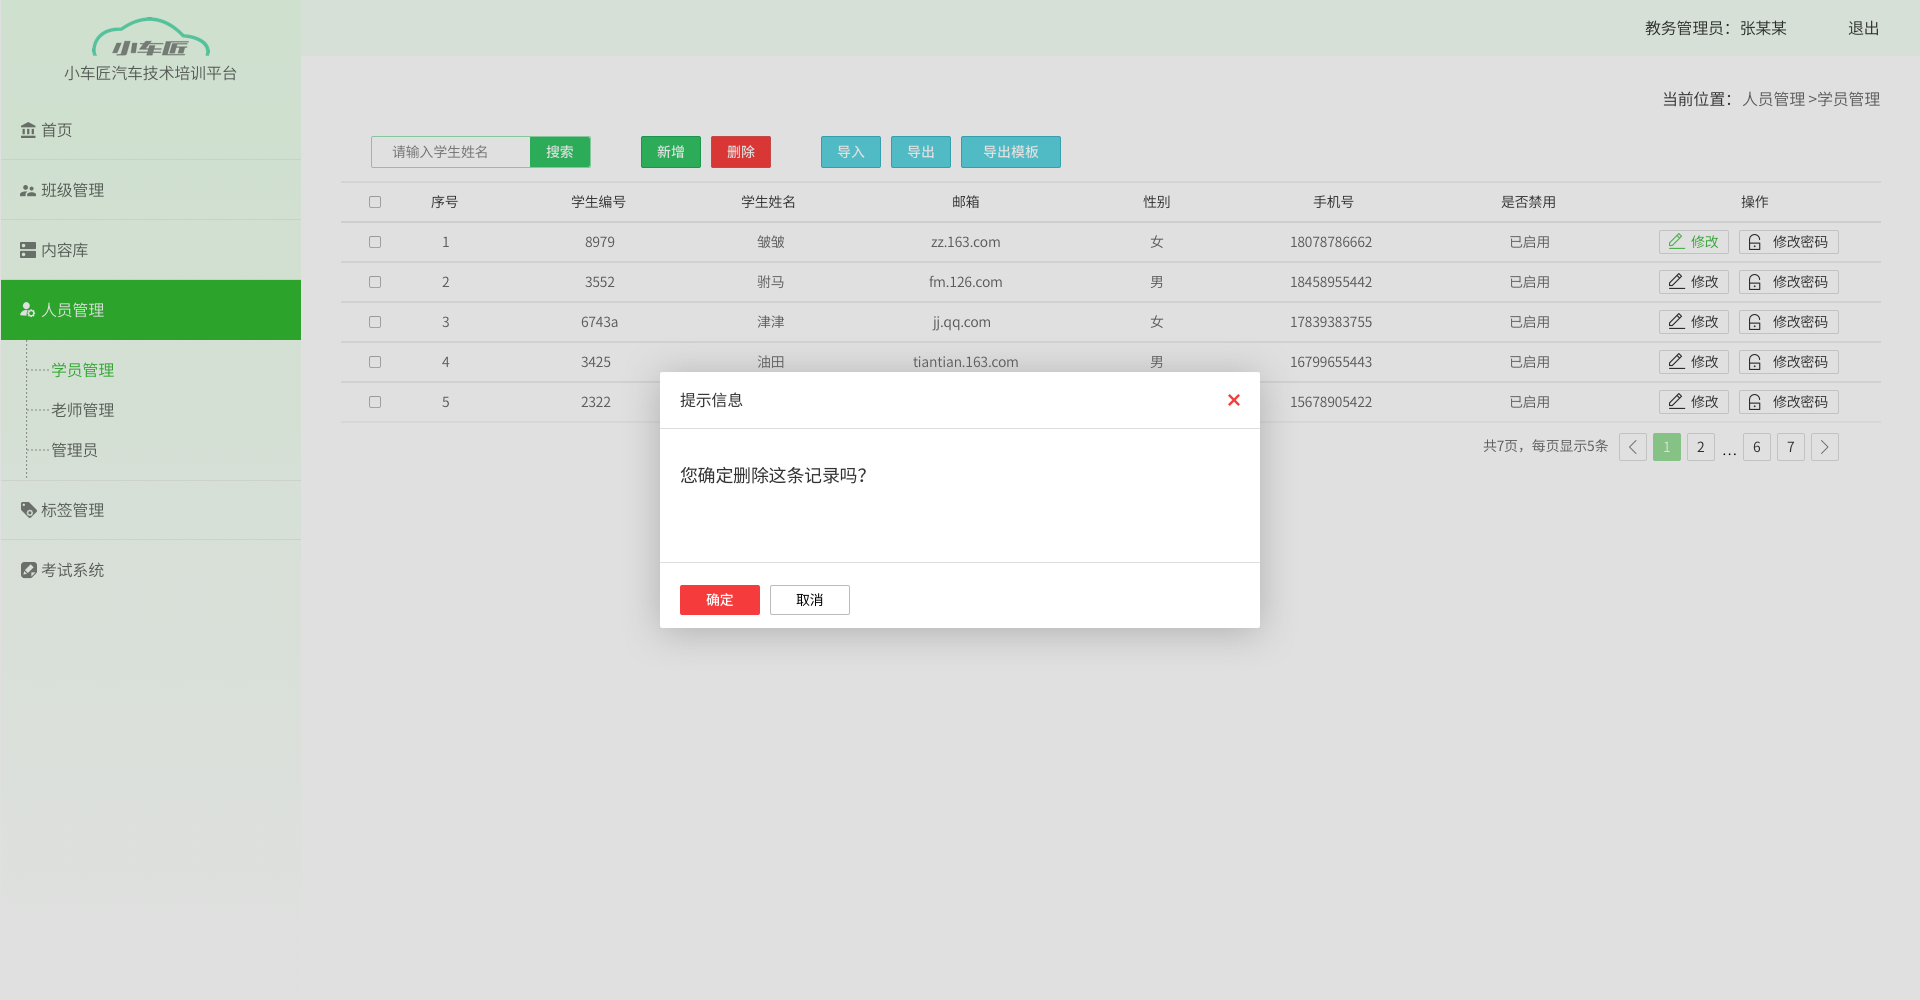 小车匠
小车匠汽车技术培训平台
首页
班级管理
内容库
人员管理
学员管理
老师管理
管理员
标签管理
考试系统
教务管理员：张某某 退出
当前位置： 人员管理 >学员管理
请输入学生姓名 搜索 新增 删除 导入 导出 导出模板
序号 学生编号 学生姓名 邮箱 性别 手机号 是否禁用 操作
1 8979 皱皱 zz.163.com 女 18078786662 已启用 修改 修改密码
2 3552 驸马 fm.126.com 男 18458955442 已启用 修改 修改密码
3 6743a 津津 jj.qq.com 女 17839383755 已启用 修改 修改密码
4 3425 油田 tiantian.163.com 男 16799655443 已启用 修改 修改密码
5 2322 15678905422 已启用 修改 修改密码
共7页，每页显示5条 1 2 ... 6 7
提示信息
您确定删除这条记录吗？
确定 取消